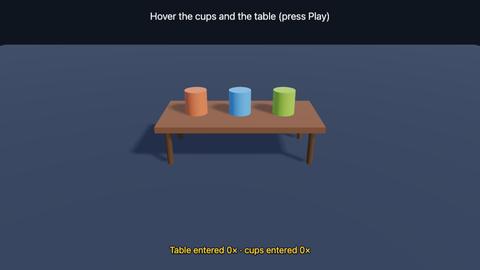 Hover the cups and the table (press Play)
Table entered 0× · cups entered 0×